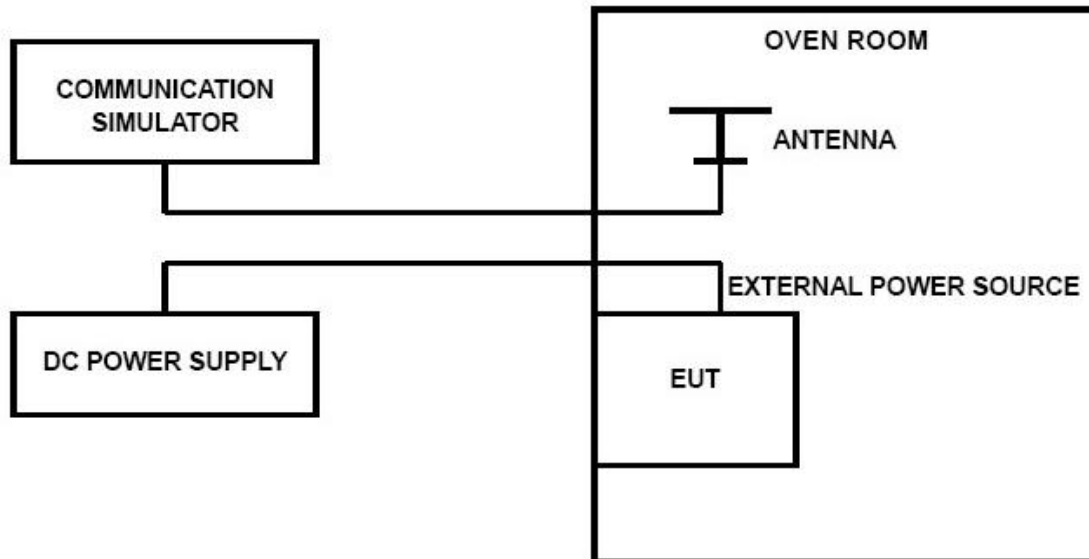 OVEN ROOM
COMMUNICATION
SIMULATOR
ANTENNA
EXTERNAL POWER SOURCE
DC POWER SUPPLY
EUT